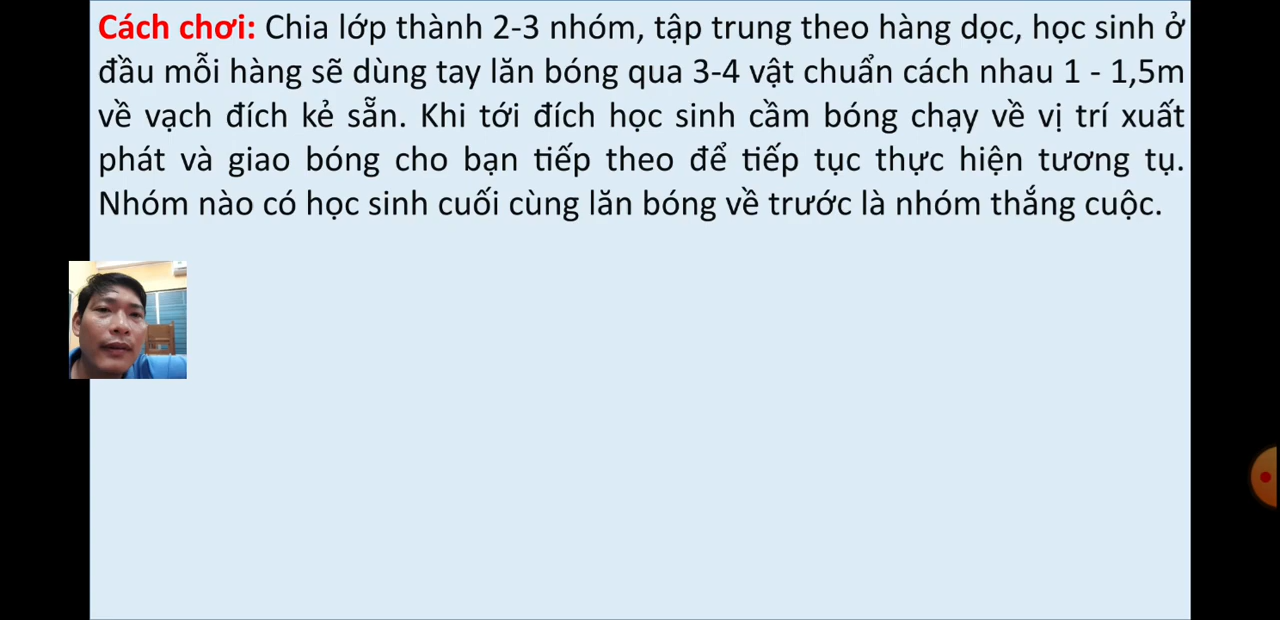 Cách chơi: Chia lớp thành 2-3 nhóm, tập trung theo hàng dọc, học sinh ở
đầu mỗi hàng sẽ dùng tay lăn bóng qua 3-4 vật chuẩn cách nhau 1 - 1,5m
về vạch đích kẻ sẵn. Khi tới đích học sinh cầm bóng chạy về vị trí xuất
phát và giao bóng cho bạn tiếp theo để tiếp tục thực hiện tương tụ.
Nhóm nào có học sinh cuối cùng lăn bóng về trước là nhóm thắng cuộc.